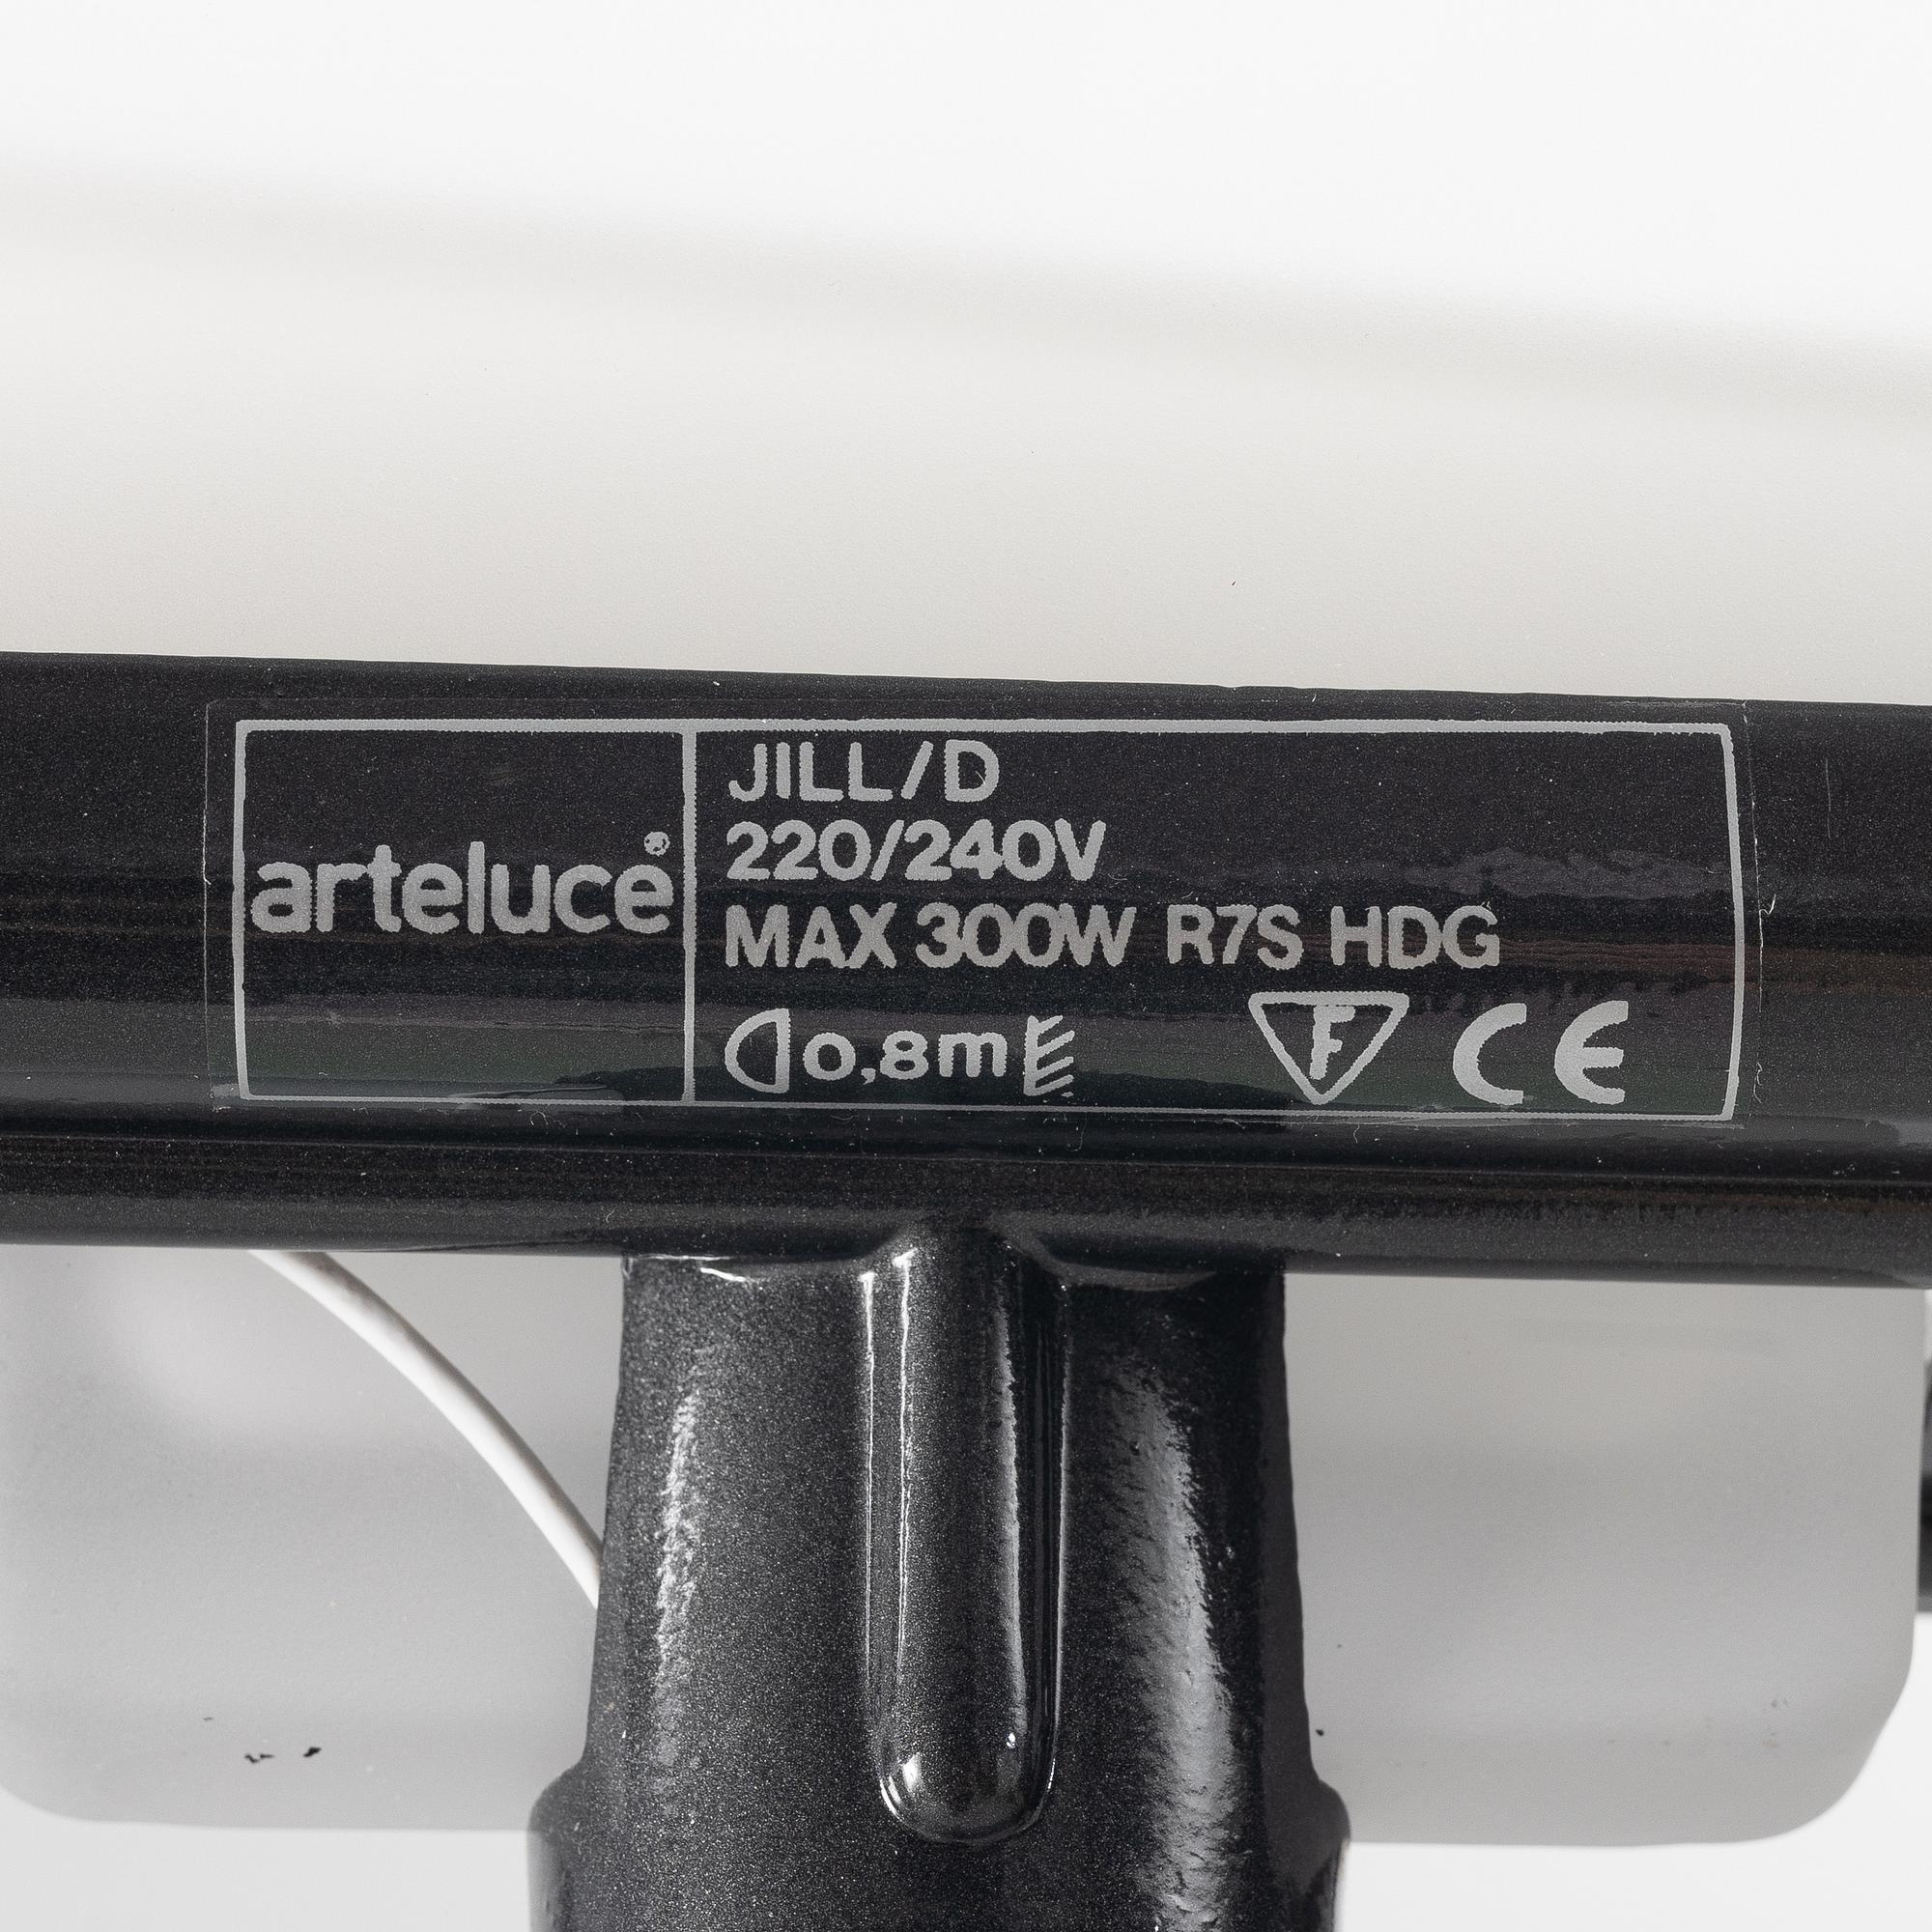 arteluce®
JILL/D
220/240V
MAX 300W R7S HDG
0,8m
F CE